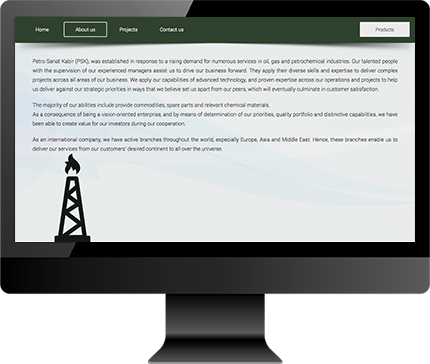 Home
About us
Projects
Contact us
Products
Petro Sanat Kabir (PSK), was established in response to a rising demand for numerous services in oil, gas and petrochemical industries. Our talented people
with the supervision of our experienced managers assist us to drive our business forward. They apply their diverse skills and expertise to deliver complex
projects across all areas of our business. We apply our capabilities of advanced technology, and proven expertise across our operations and projects to help
us deliver against our strategic priorities in ways that we believe set us apart from our peers, which will eventually culminate in customer satisfaction.
The majority of our abilities include provide commodities, spare parts and relevant chemical materials.
As a consequence of being a vision-oriented enterprise, and by means of determination of our priorities, quality portfolio and distinctive capabilities, we have
been able to create value for our investors during our cooperation.
As an international company, we have active branches throughout the world, especially Europe, Asia and Middle East. Hence, these branches enable us to
deliver our services from our customers' desired continent to all over the universe.